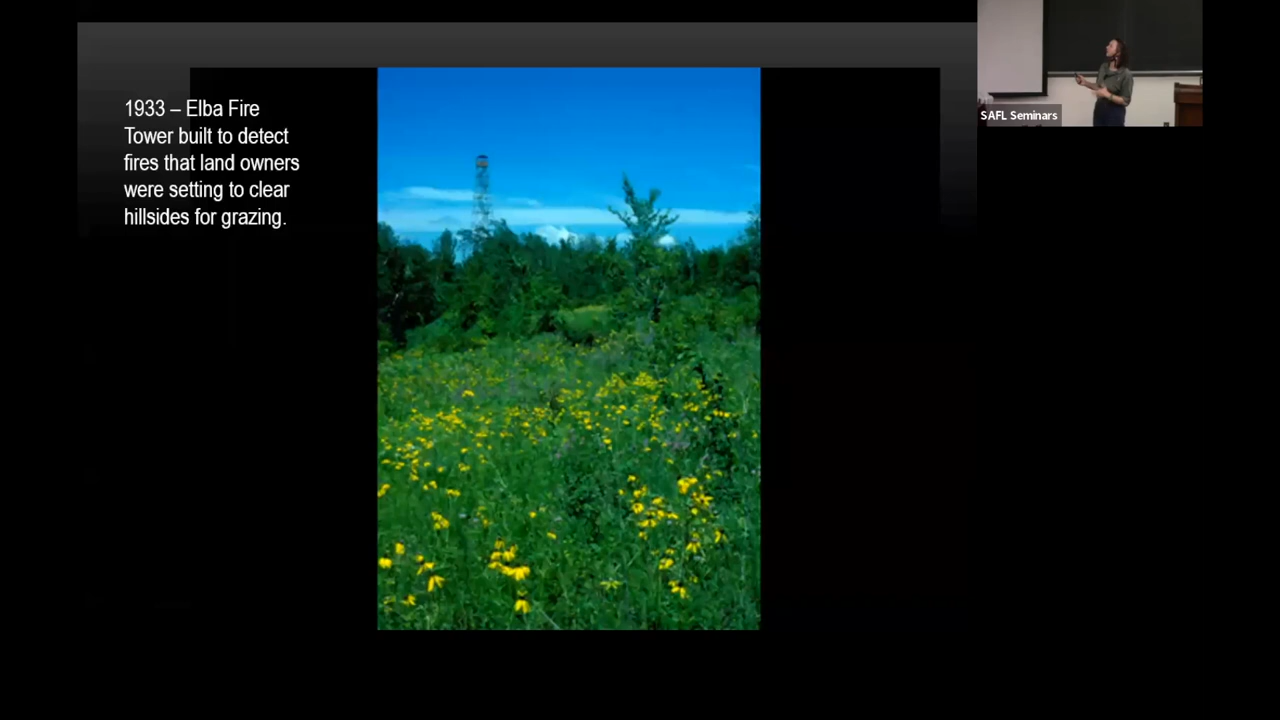 1933 – Elba Fire
Tower built to detect
fires that land owners
were setting to clear
hillsides for grazing.
SAFL Seminars